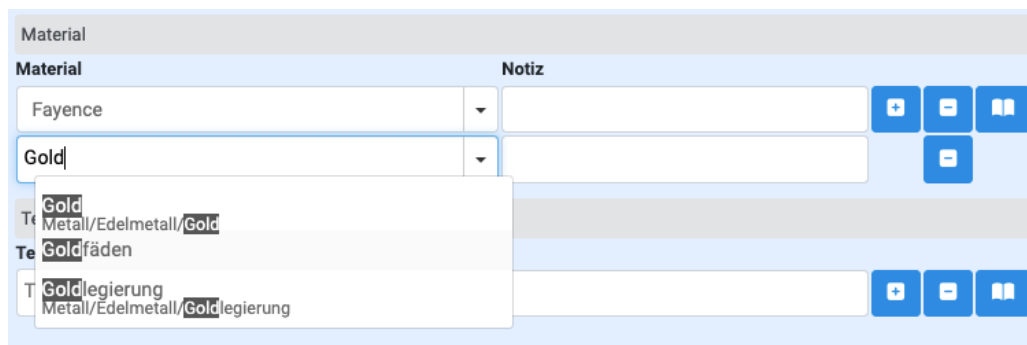 Material
Material Notiz
Fayence
Gold
Gold
Metall/Edelmetall/Gold
Te
Goldfäden
Te
Goldlegierung
T
Metall/Edelmetall/Goldlegierung